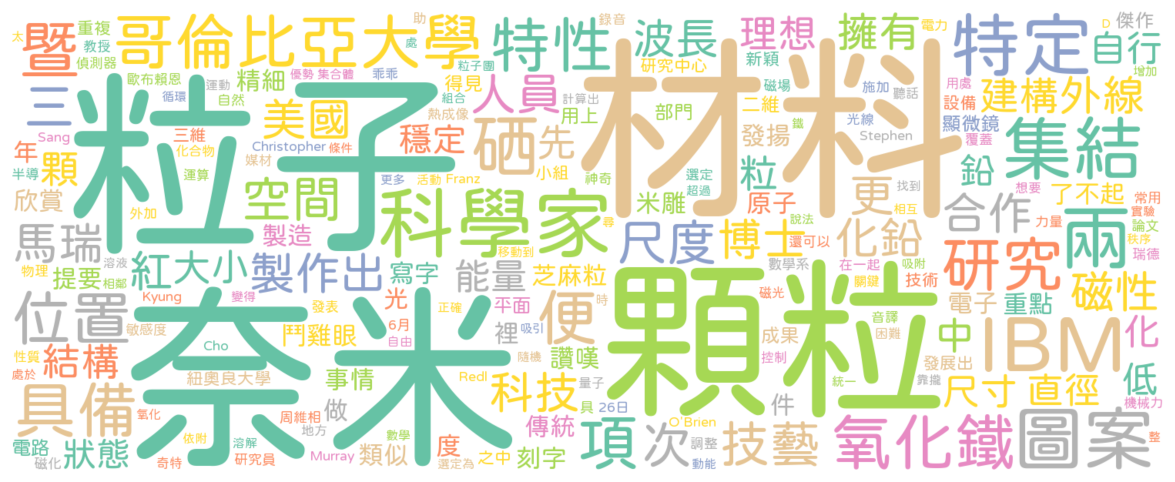 太 重複 助 處 錄音 電力 D 傑作
暨 哥倫比亞大學 特性 波長 理想 擁有 特定 自行
教授 偵測器 粒子團 得見 研究中心 新穎 增加
三 歐布賴恩 運動 優勢 集合體 乖乖 人員 磁場 施加 用處
循環 自然 精細 組合 熱成像 用上 計算出 部門 二維 聽話 設備 建構 外線
Sang 三維 Christopher 條件 美國 穩定 硒 先 發揚 光線 Stephen 顯微鏡 覆蓋 集結
年 顆 化合物 媒材 小組 鐵
半導 運算 更多 活動 Franz 神奇 選定 超過 粒 原子 找到 鉛 想要 常用
粒子 材料
欣賞 空間 科學家 米雕 更 了不起 實驗
外加 移動到 尋 說法 相互 力量 論文
馬瑞 製造 尺度 博士 化鉛 合作 兩 秩序
物理 溶液 紅 大小 製作出 寫字 能量 芝麻粒 還可以 數學系 在一起 吸附 研究 瑞德
提要 相鄰 關鍵 技術
位置 Kyung 變得 發表 光 平面 便 時 顆粒 磁光 電子 重點 磁性
敏感度 6月 正確 吸引 裡 音譯
奈米 Cho 鬥雞眼 自由 成果 困難 中 IBM 化
性質 結構 讚嘆 隨機 控制 發展出
處於 紐奧良大學 事情 Redl 量子 統一 靠攏 低
具備 做 選定為 科技 具 26日 件 尺寸 直徑 機械力
氧化 周維相 地方 度 傳統 O'Brien
電路 狀態 依附 溶解 數學 類似 之中 項 次 調整 技藝 氧化鐵 圖案
磁化 奇特 研究員 Murray 刻字 動能 整